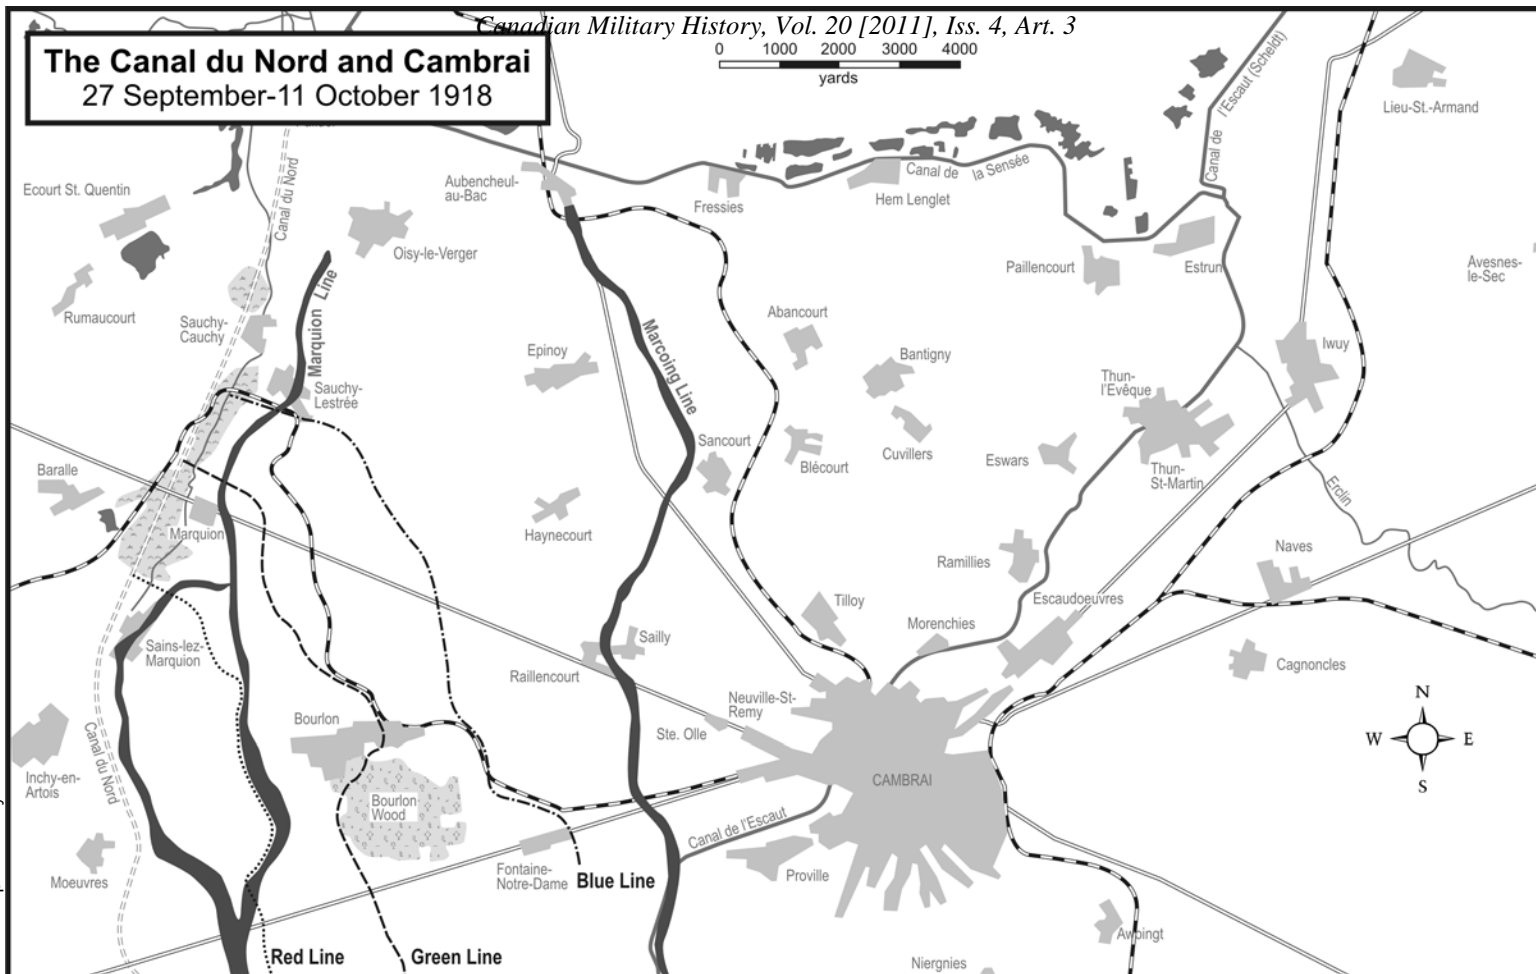 Canadian Military History, Vol. 20 [2011], Iss. 4, Art. 3
The Canal du Nord and Cambrai
27 September-11 October 1918
0 1000 2000 3000 4000
yards
Canal de
l'Escaut (Scheldt)
Lieu-St.-Armand
Ecourt St. Quentin
Canal du Nord
Aubencheul-
au-Bac
Fressies
Hem Lenglet
Canal de
la Sensée
Oisy-le-Verger
Paillencourt
Estrun
Avesnes-
le-Sec
Rumaucourt
Sauchy-
Cauchy
Marquion Line
Abancourt
Marcoing Line
Epinoy
Bantigny
Iwuy
Thun-
l'Evêque
Sauchy-
Lestrée
Sancourt
Blécourt
Cuvillers
Eswars
Thun-
St-Martin
Baralle
Erclin
Marquion
Haynecourt
Ramillies
Naves
Escaudoeuvres
Tilloy
Morenchies
Sains-lez-
Marquion
Sailly
Raillencourt
Cagnoncles
Neuville-St-
Remy
Bourlon
Ste. Olle
N
W E
S
Canal du Nord
Inchy-en-
Artois
CAMBRAI
Bourlon
Wood
Canal de l'Escaut
Moeuvres
Fontaine-
Notre-Dame
Blue Line
Proville
Awoingt
Red Line
Green Line
Niergnies